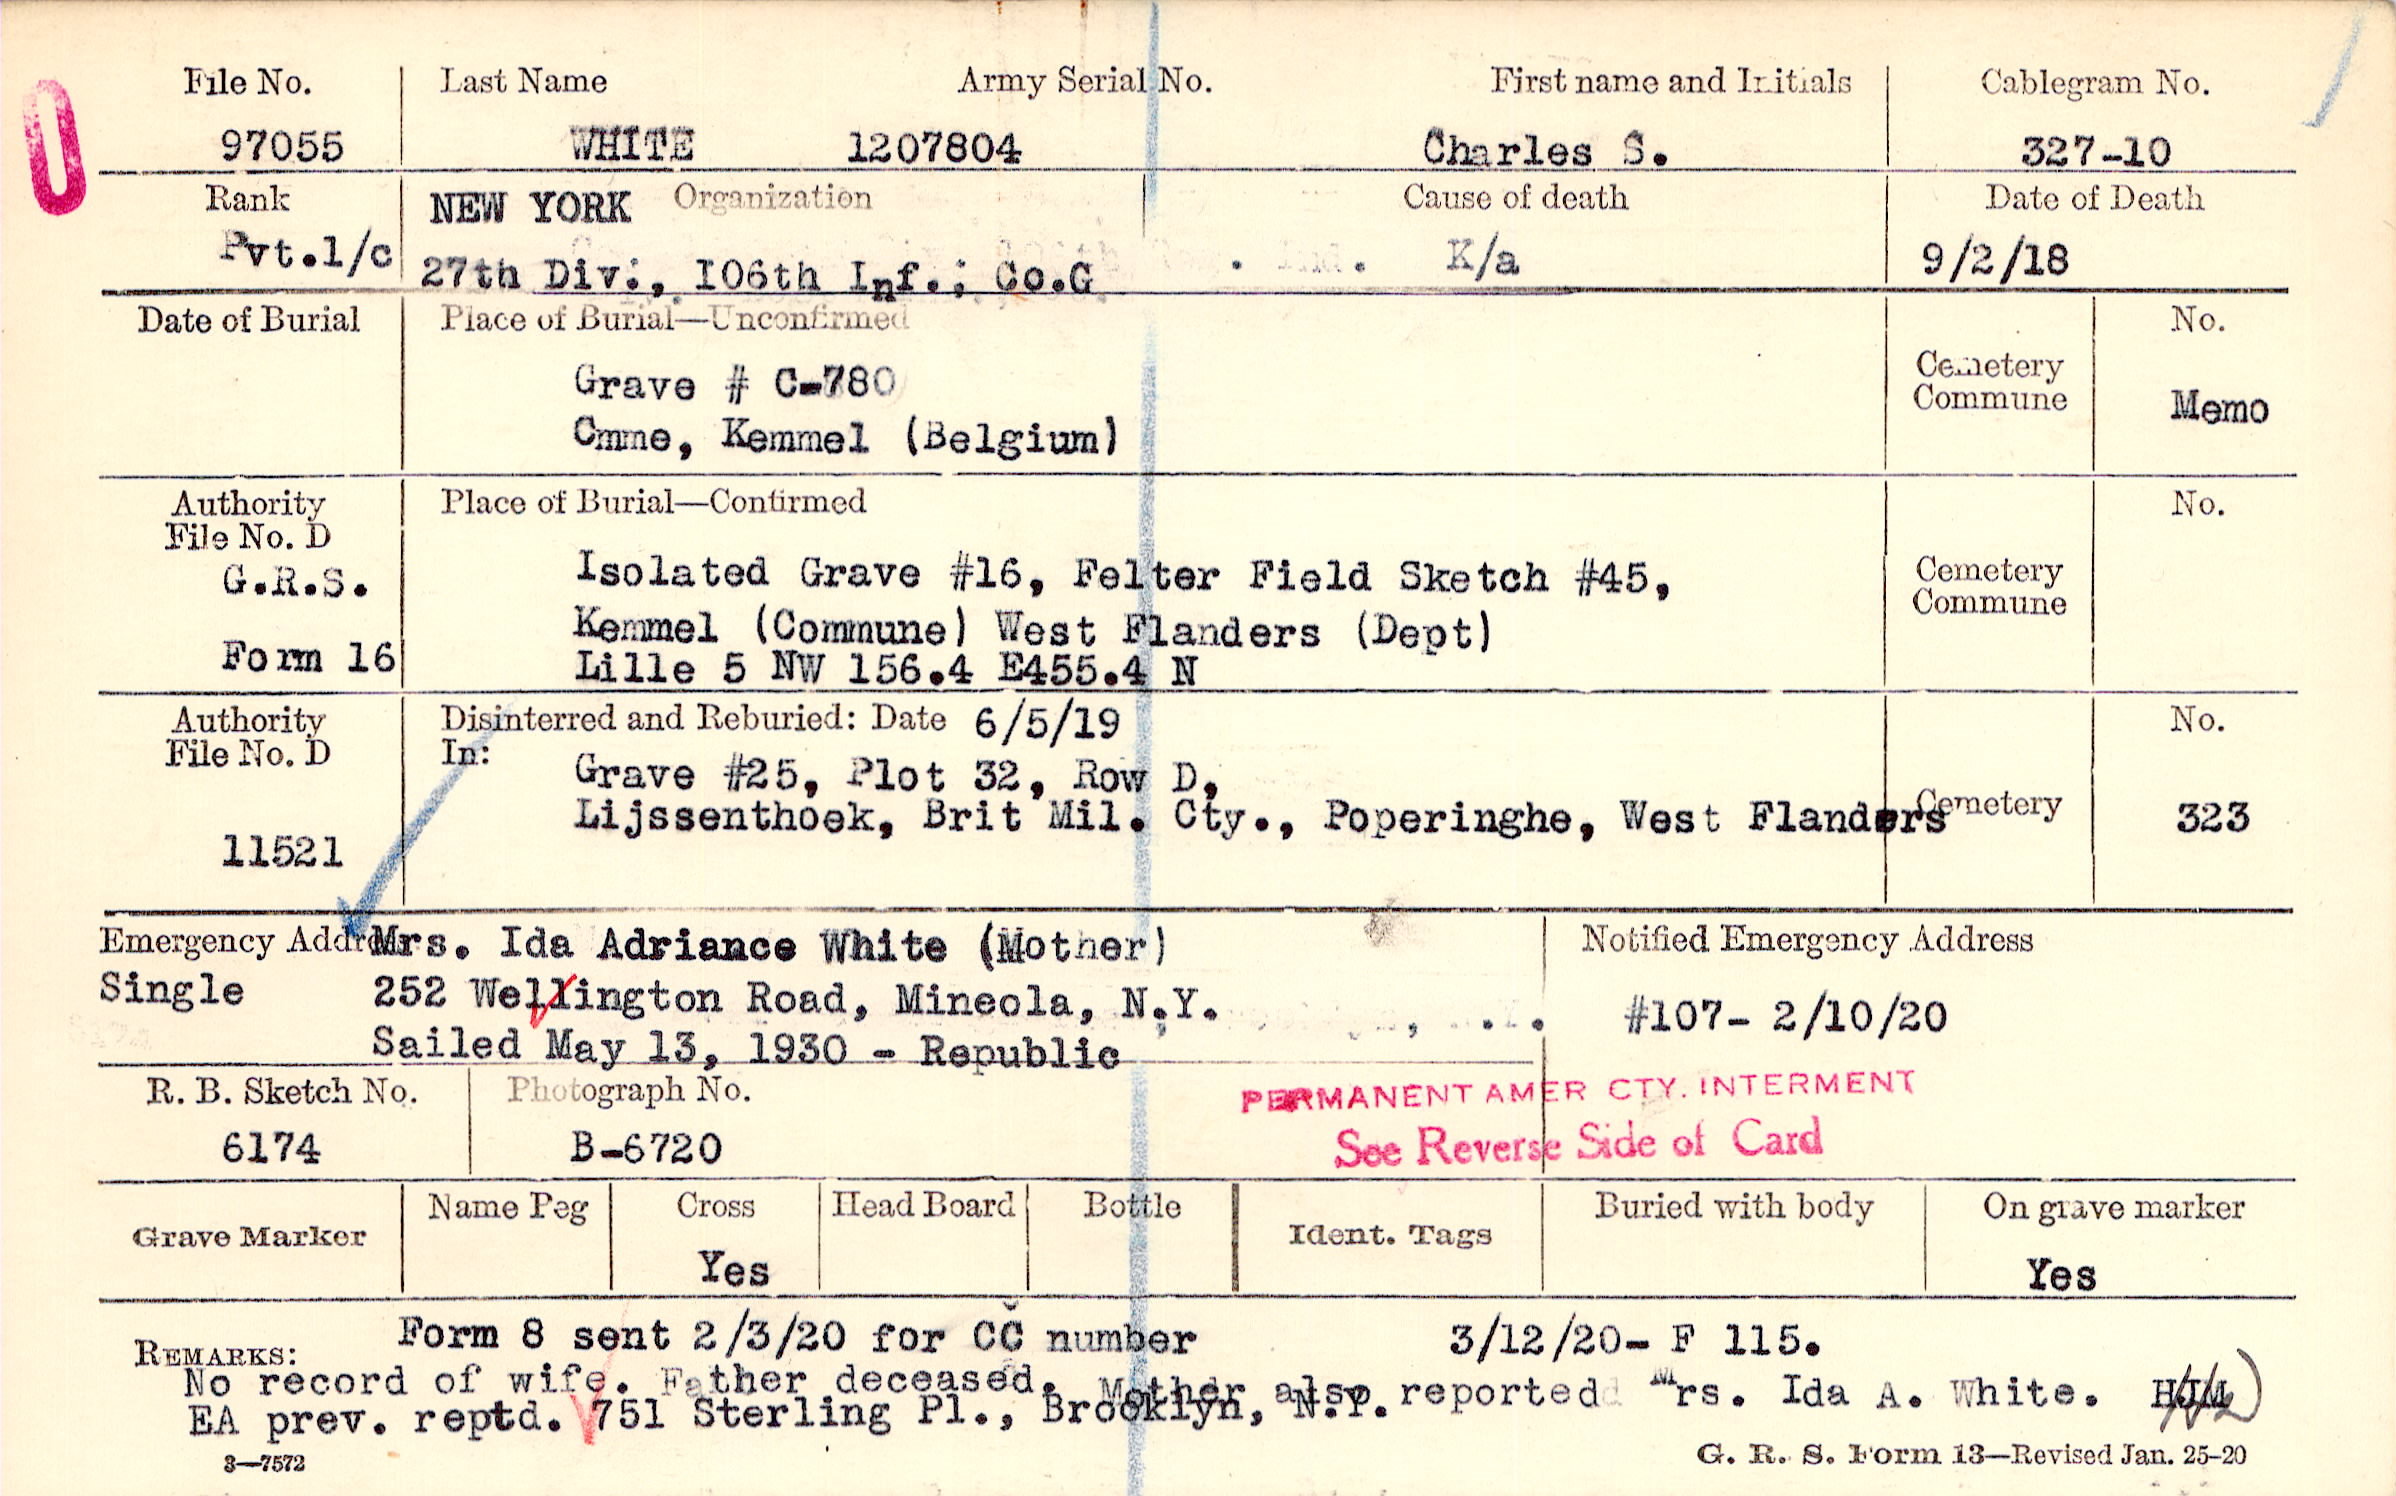 File No. Last Name Army Serial No. First name and Initials Cablegram No.
97055 WHITE 1207804 Charles S. 327-10
Rank NEW YORK Organization Cause of death Date of Death
Pvt.1/c 27th Div., 106th Inf.; Co.G K/a 9/2/18
Date of Burial Place of Burial—Unconfirmed No.
Grave # C-780 Cemetery
Commune Memo
Cmme, Kemmel (Belgium)
Authority Place of Burial—Confirmed No.
File No. D
G.R.S. Isolated Grave #16, Felter Field Sketch #45, Cemetery
Commune
Kemmel (Commune) West Flanders (Dept)
Form 16 Lille 5 NW 156.4 E455.4 N
Authority Disinterred and Reburied: Date 6/5/19 No.
File No. D In:
Grave #25, Plot 32, Row D,
Lijssenthoek, Brit Mil. Cty., Poperinghe, West Flanders Cemetery 323
11521
Emergency Addre Mrs. Ida Adriance White (Mother) Notified Emergency Address
Single 252 Wellington Road, Mineola, N.Y. #107- 2/10/20
Sailed May 13, 1930 - Republic
R. B. Sketch No. Photograph No. PERMANENT AMER CTY. INTERMENT
6174 B-6720 See Reverse Side of Card
Grave Marker Name Peg Cross Head Board Bottle Ident. Tags Buried with body On grave marker
Yes Yes
REMARKS: Form 8 sent 2/3/20 for CC number 3/12/20- F 115.
No record of wife. Father deceased. Mother also reported Mrs. Ida A. White. HJM
EA prev. reptd. 751 Sterling Pl., Brooklyn, N.Y.
3—7572 G. R. S. Form 13—Revised Jan. 25-20